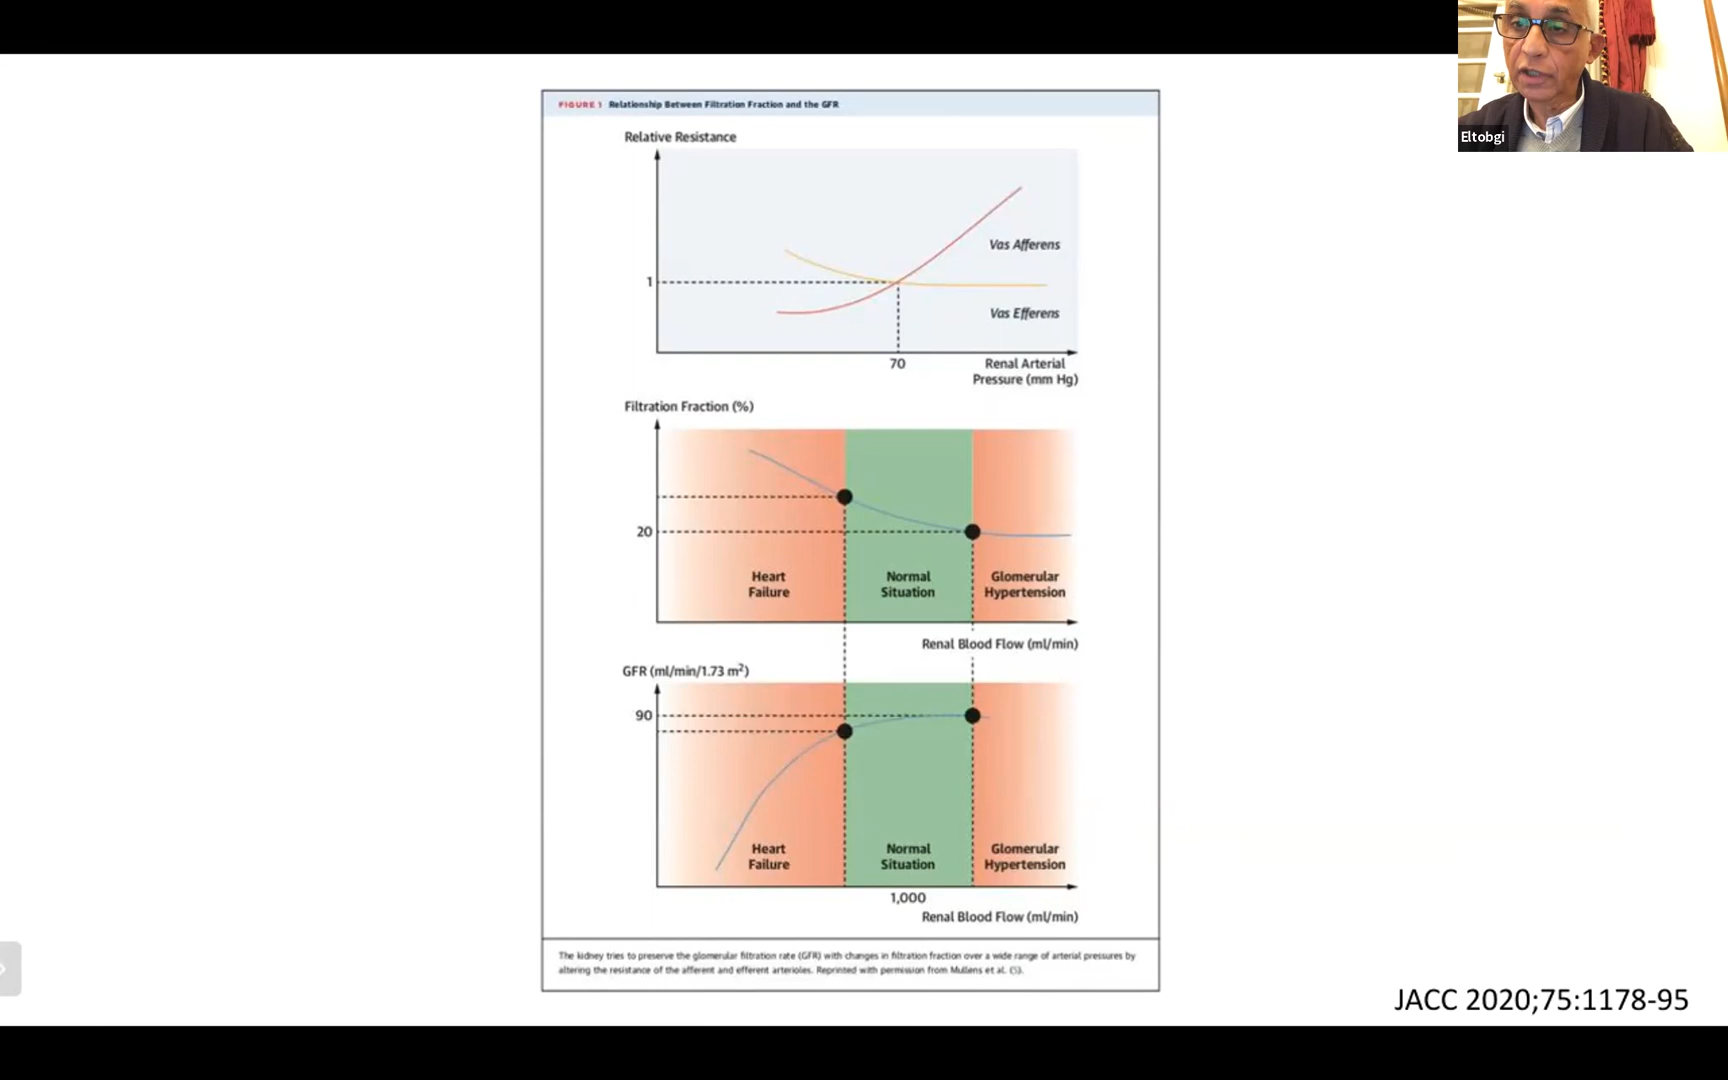 Eltobgi
FIGURE 1 Relationship Between Filtration Fraction and the GFR
Relative Resistance
Vas Afferens
1
Vas Efferens
70
Renal Arterial
Pressure (mm Hg)
Filtration Fraction (%)
20
Heart
Failure
Normal
Situation
Glomerular
Hypertension
Renal Blood Flow (ml/min)
GFR (ml/min/1.73 m²)
90
Heart
Failure
Normal
Situation
Glomerular
Hypertension
1,000
Renal Blood Flow (ml/min)
The kidney tries to preserve the glomerular filtration rate (GFR) with changes in filtration fraction over a wide range of arterial pressures by
altering the resistance of the afferent and efferent arterioles. Reprinted with permission from Mullens et al. (5).
JACC 2020;75:1178-95